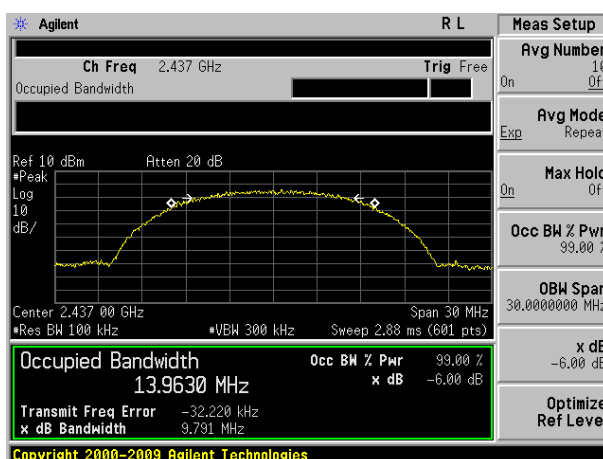 Agilent R L Meas Setup
Avg Number
Ch Freq 2.437 GHz Trig Free
On
Occupied Bandwidth
Avg Mode
Exp
Ref 10 dBm Atten 20 dB
#Peak
Log
10
dB/
Max Hold
On
Occ BW % Pwr
99.00 %
OBW Span
30.0000000 MHz
Center 2.437 00 GHz Span 30 MHz
#Res BW 100 kHz #VBW 300 kHz Sweep 2.88 ms (601 pts)
Occupied Bandwidth Occ BW % Pwr 99.00 %
13.9630 MHz x dB -6.00 dB
x dB
-6.00 dB
Transmit Freq Error -32.220 kHz
x dB Bandwidth 9.791 MHz
Optimize
Ref Level
Copyright 2000-2009 Agilent Technologies